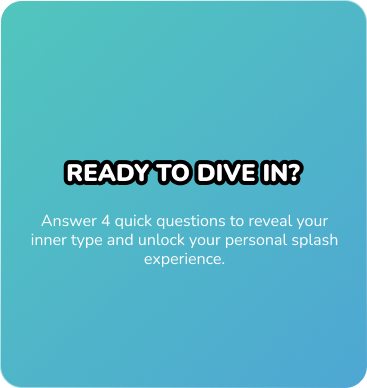 READY TO DIVE IN?
Answer 4 quick questions to reveal your
inner type and unlock your personal splash
experience.